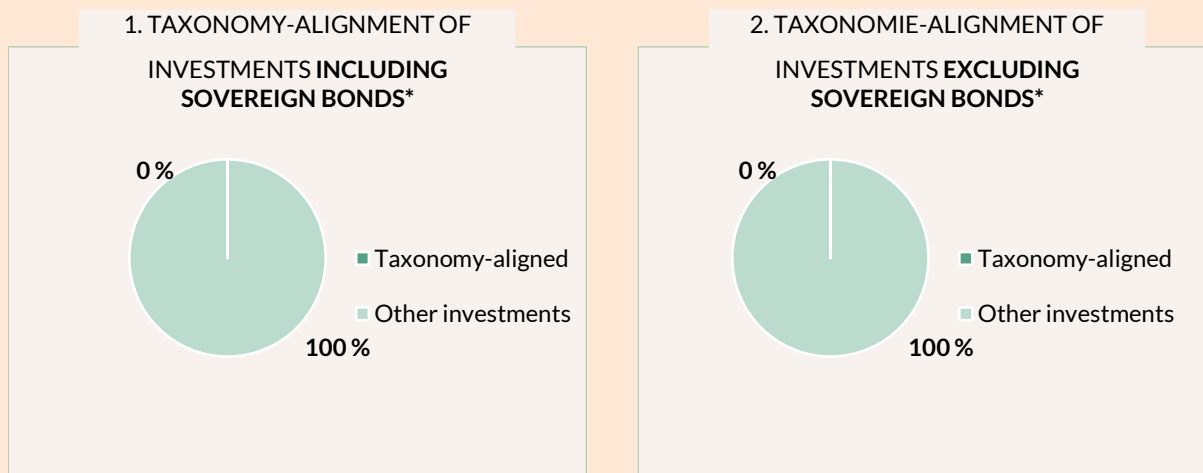 1. TAXONOMY-ALIGNMENT OF
INVESTMENTS INCLUDING
SOVEREIGN BONDS*
0 %
Taxonomy-aligned
Other investments
100 %
2. TAXONOMIE-ALIGNMENT OF
INVESTMENTS EXCLUDING
SOVEREIGN BONDS*
0 %
Taxonomy-aligned
Other investments
100 %